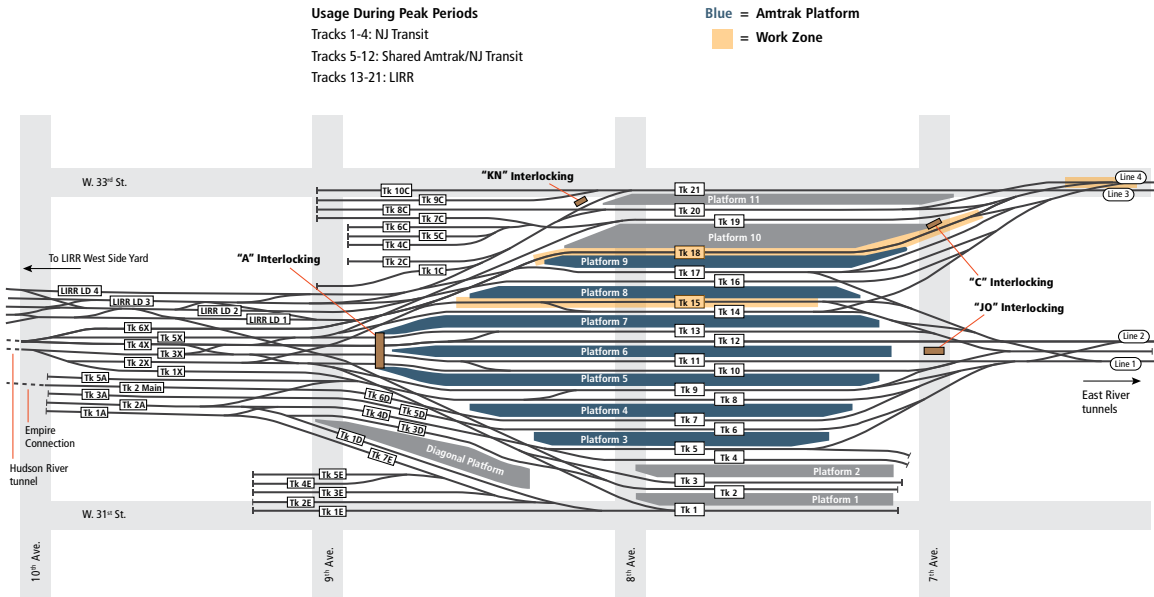 Usage During Peak Periods
Tracks 1-4: NJ Transit
Tracks 5-12: Shared Amtrak/NJ Transit
Tracks 13-21: LIRR
Blue = Amtrak Platform
= Work Zone
W. 33rd St.
"KN" Interlocking
Tk 10C
Tk 9C
Tk 8C
Tk 7C
Tk 6C
Tk 5C
Tk 4C
Tk 2C
Tk 1C
Tk 21
Platform 11
Tk 20
Tk 19
Platform 10
Tk 18
Platform 9
Tk 17
Tk 16
Platform 8
Tk 15
Tk 14
Platform 7
Tk 13
Tk 12
Platform 6
Tk 11
Tk 10
Platform 5
Tk 9
Tk 8
Platform 4
Tk 7
Tk 6
Platform 3
Tk 5
Tk 4
Platform 2
Tk 3
Tk 2
Platform 1
Tk 1
Line 4
Line 3
"C" Interlocking
"JO" Interlocking
Line 2
Line 1
East River
tunnels
To LIRR West Side Yard
"A" Interlocking
LIRR LD 4
LIRR LD 3
LIRR LD 2
LIRR LD 1
Tk 6X
Tk 5X
Tk 4X
Tk 3X
Tk 2X
Tk 1X
Tk 5A
Tk 2 Main
Tk 3A
Tk 2A
Tk 1A
Tk 6D
Tk 5D
Tk 4D
Tk 3D
Tk 1D
Tk 7E
Diagonal Platform
Empire
Connection
Hudson River
tunnel
Tk 5E
Tk 4E
Tk 3E
Tk 2E
Tk 1E
W. 31st St.
10th Ave.
9th Ave.
8th Ave.
7th Ave.